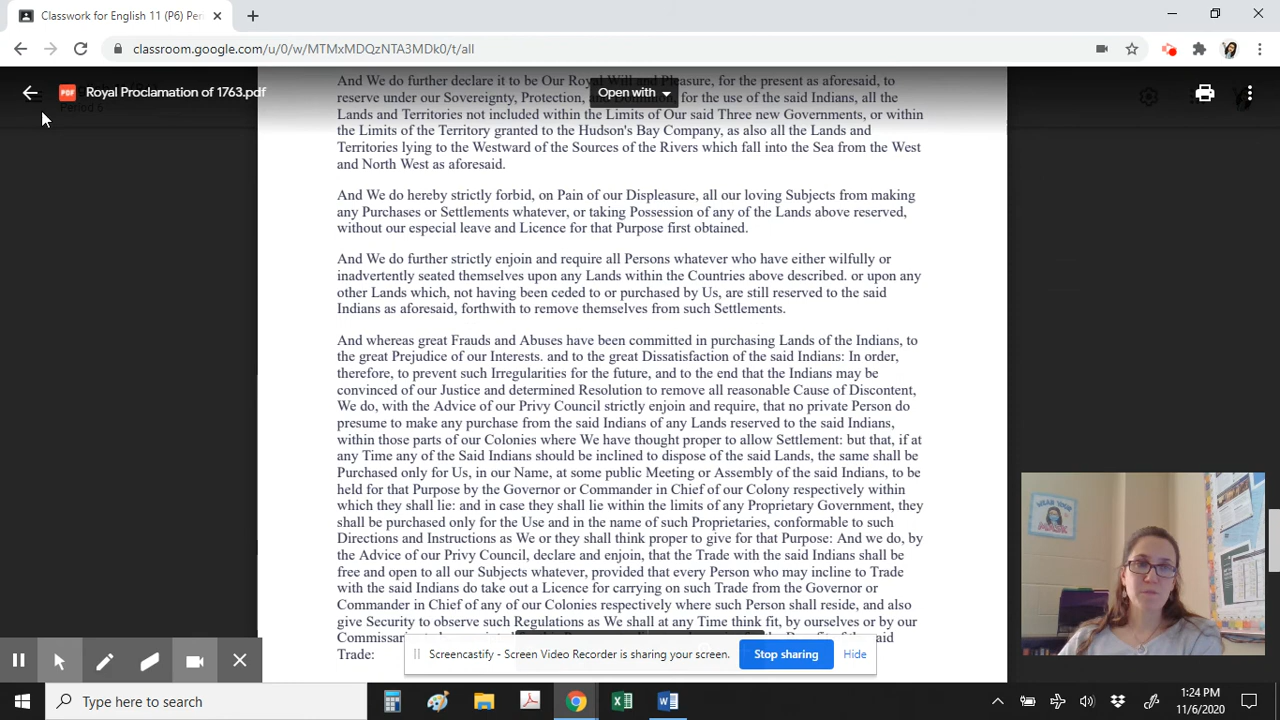 Classwork for English 11 (P6) Per
classroom.google.com/u/0/w/MTMxMDQzNTA3MDk0/t/all
PDF Royal Proclamation of 1763.pdf
Open with
Period 6
And We do further declare it to be Our Royal Will and Pleasure, for the present as aforesaid, to
reserve under our Sovereignty, Protection, and Dominion, for the use of the said Indians, all the
Lands and Territories not included within the Limits of Our said Three new Governments, or within
the Limits of the Territory granted to the Hudson's Bay Company, as also all the Lands and
Territories lying to the Westward of the Sources of the Rivers which fall into the Sea from the West
and North West as aforesaid.
And We do hereby strictly forbid, on Pain of our Displeasure, all our loving Subjects from making
any Purchases or Settlements whatever, or taking Possession of any of the Lands above reserved,
without our especial leave and Licence for that Purpose first obtained.
And We do further strictly enjoin and require all Persons whatever who have either wilfully or
inadvertently seated themselves upon any Lands within the Countries above described. or upon any
other Lands which, not having been ceded to or purchased by Us, are still reserved to the said
Indians as aforesaid, forthwith to remove themselves from such Settlements.
And whereas great Frauds and Abuses have been committed in purchasing Lands of the Indians, to
the great Prejudice of our Interests. and to the great Dissatisfaction of the said Indians: In order,
therefore, to prevent such Irregularities for the future, and to the end that the Indians may be
convinced of our Justice and determined Resolution to remove all reasonable Cause of Discontent,
We do, with the Advice of our Privy Council strictly enjoin and require, that no private Person do
presume to make any purchase from the said Indians of any Lands reserved to the said Indians,
within those parts of our Colonies where We have thought proper to allow Settlement: but that, if at
any Time any of the Said Indians should be inclined to dispose of the said Lands, the same shall be
Purchased only for Us, in our Name, at some public Meeting or Assembly of the said Indians, to be
held for that Purpose by the Governor or Commander in Chief of our Colony respectively within
which they shall lie: and in case they shall lie within the limits of any Proprietary Government, they
shall be purchased only for the Use and in the name of such Proprietaries, conformable to such
Directions and Instructions as We or they shall think proper to give for that Purpose: And we do, by
the Advice of our Privy Council, declare and enjoin, that the Trade with the said Indians shall be
free and open to all our Subjects whatever, provided that every Person who may incline to Trade
with the said Indians do take out a Licence for carrying on such Trade from the Governor or
Commander in Chief of any of our Colonies respectively where such Person shall reside, and also
give Security to observe such Regulations as We shall at any Time think fit, by ourselves or by our
said
Trade:
Screencastify - Screen Video Recorder is sharing your screen.
Stop sharing
Hide
Type here to search
1:24 PM
11/6/2020